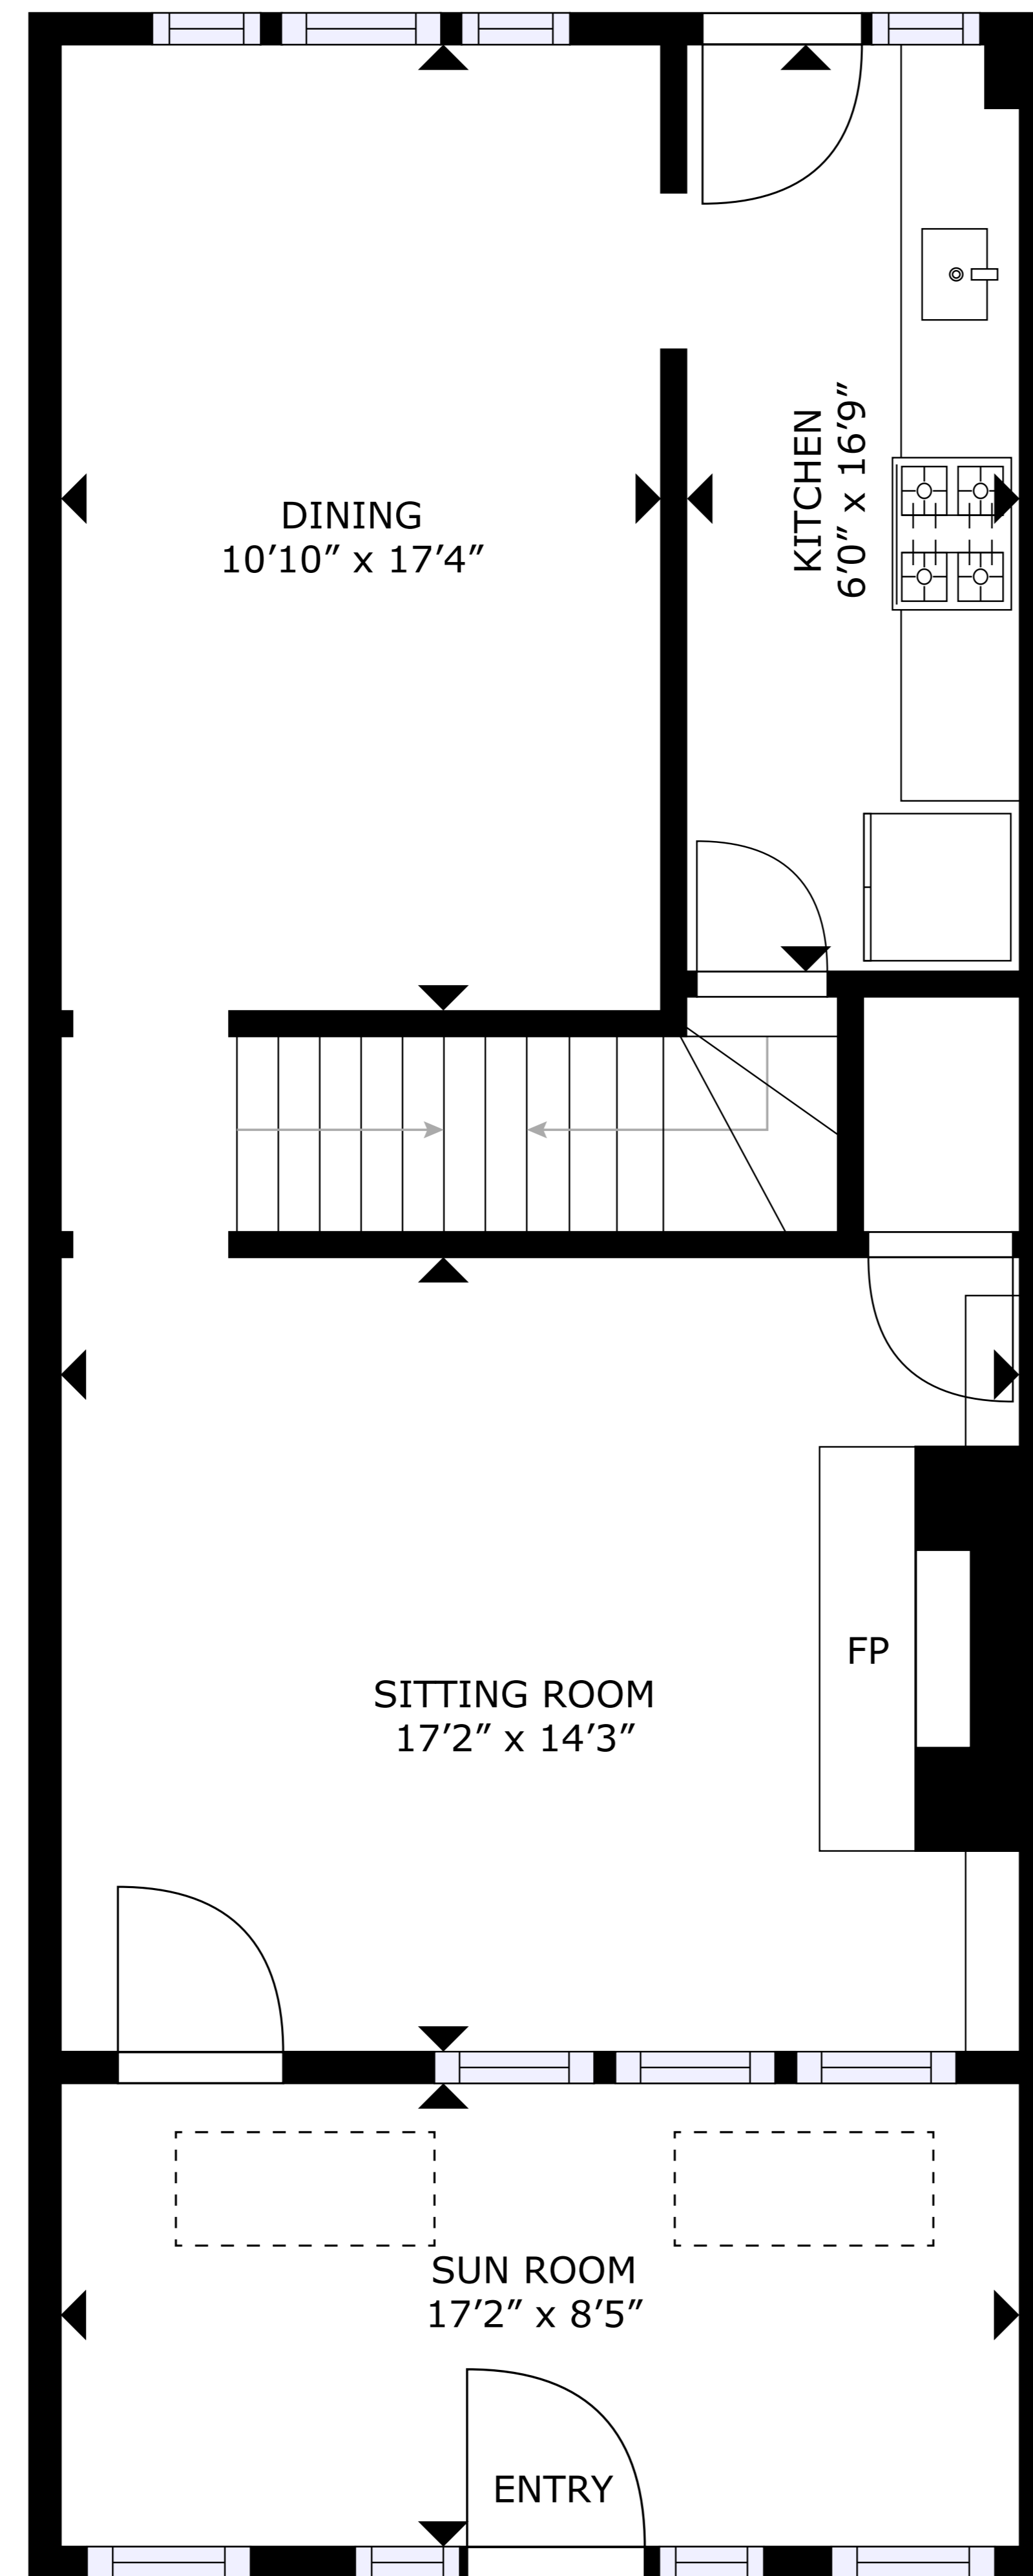 DINING
10’10” x 17’4”
KITCHEN
6’0” x 16’9”
FP
SITTING ROOM
17’2” x 14’3”
SUN ROOM
17’2” x 8’5”
ENTRY